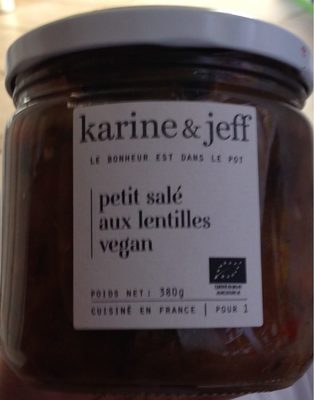 karine & jeff
LE BONHEUR EST DANS LE POT
petit salé
aux lentilles
vegan
POIDS NET: 380g
CUISINÉ EN FRANCE | POUR 1